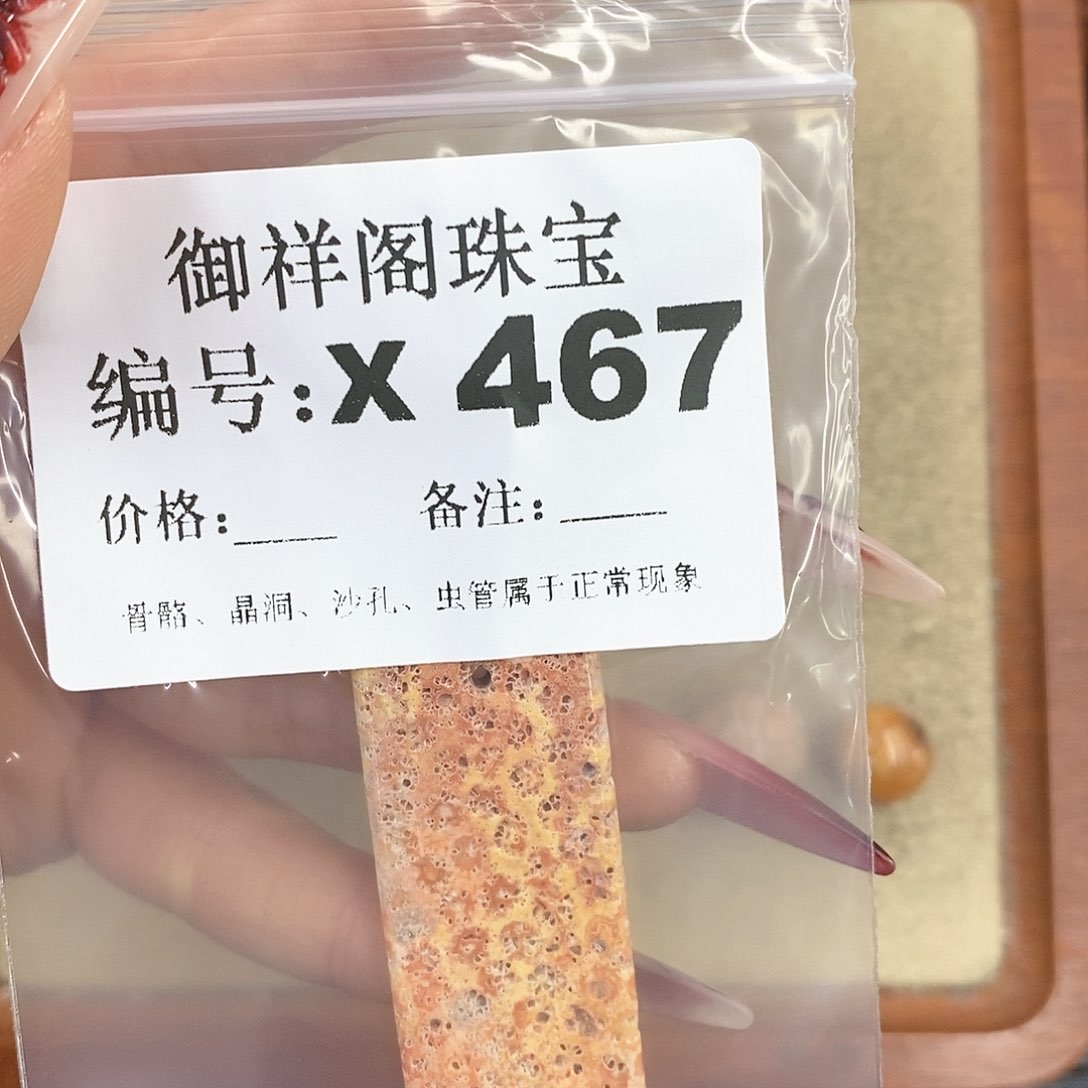 御祥阁珠宝
编号:X 467
价格:____ 备注:_____
骨骼、晶洞、沙孔、虫管属于正常现象